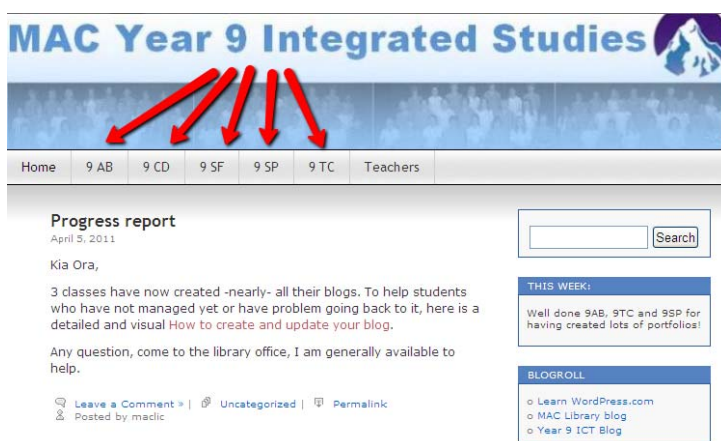 MAC Year 9 Integrated Studies
Home 9 AB 9 CD 9 SF 9 SP 9 TC Teachers
Progress report
April 5, 2011
Kia Ora,
3 classes have now created -nearly- all their blogs. To help students
who have not managed yet or have problem going back to it, here is a
detailed and visual How to create and update your blog.
Any question, come to the library office, I am generally available to
help.
Leave a Comment » | Uncategorized | Permalink
Posted by maclic
Search
THIS WEEK:
Well done 9AB, 9TC and 9SP for
having created lots of portfolios!
BLOGROLL
Learn WordPress.com
MAC Library blog
Year 9 ICT Blog